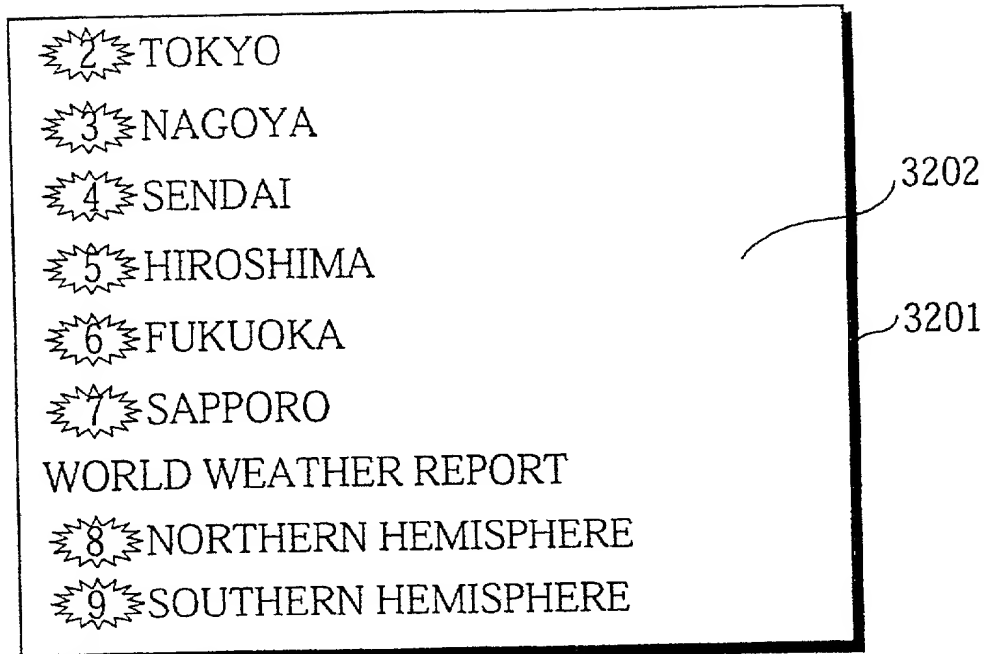 2 TOKYO
3 NAGOYA
4 SENDAI
3202
5 HIROSHIMA
3201
6 FUKUOKA
7 SAPPORO
WORLD WEATHER REPORT
8 NORTHERN HEMISPHERE
9 SOUTHERN HEMISPHERE